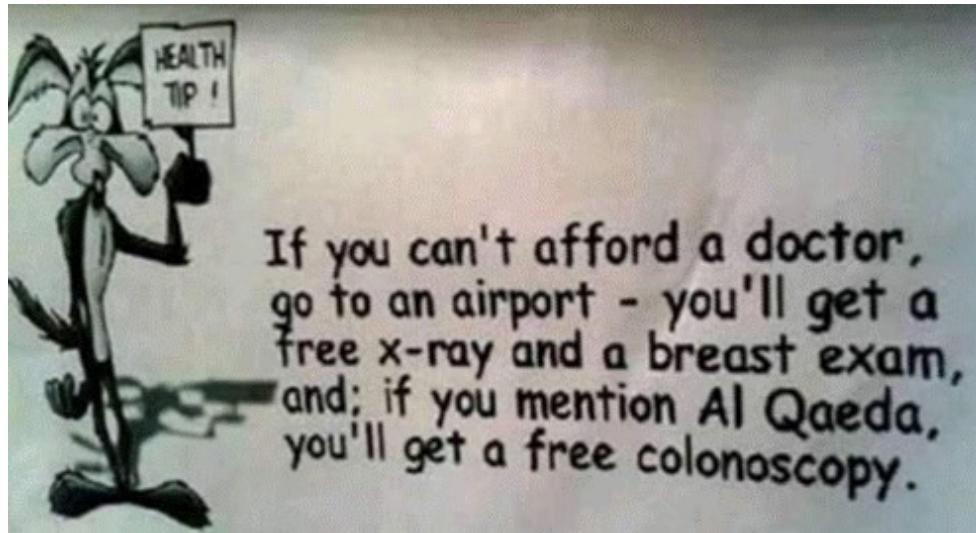 HEALTH
TIP !
If you can't afford a doctor,
go to an airport - you'll get a
free x-ray and a breast exam,
and; if you mention Al Qaeda,
you'll get a free colonoscopy.